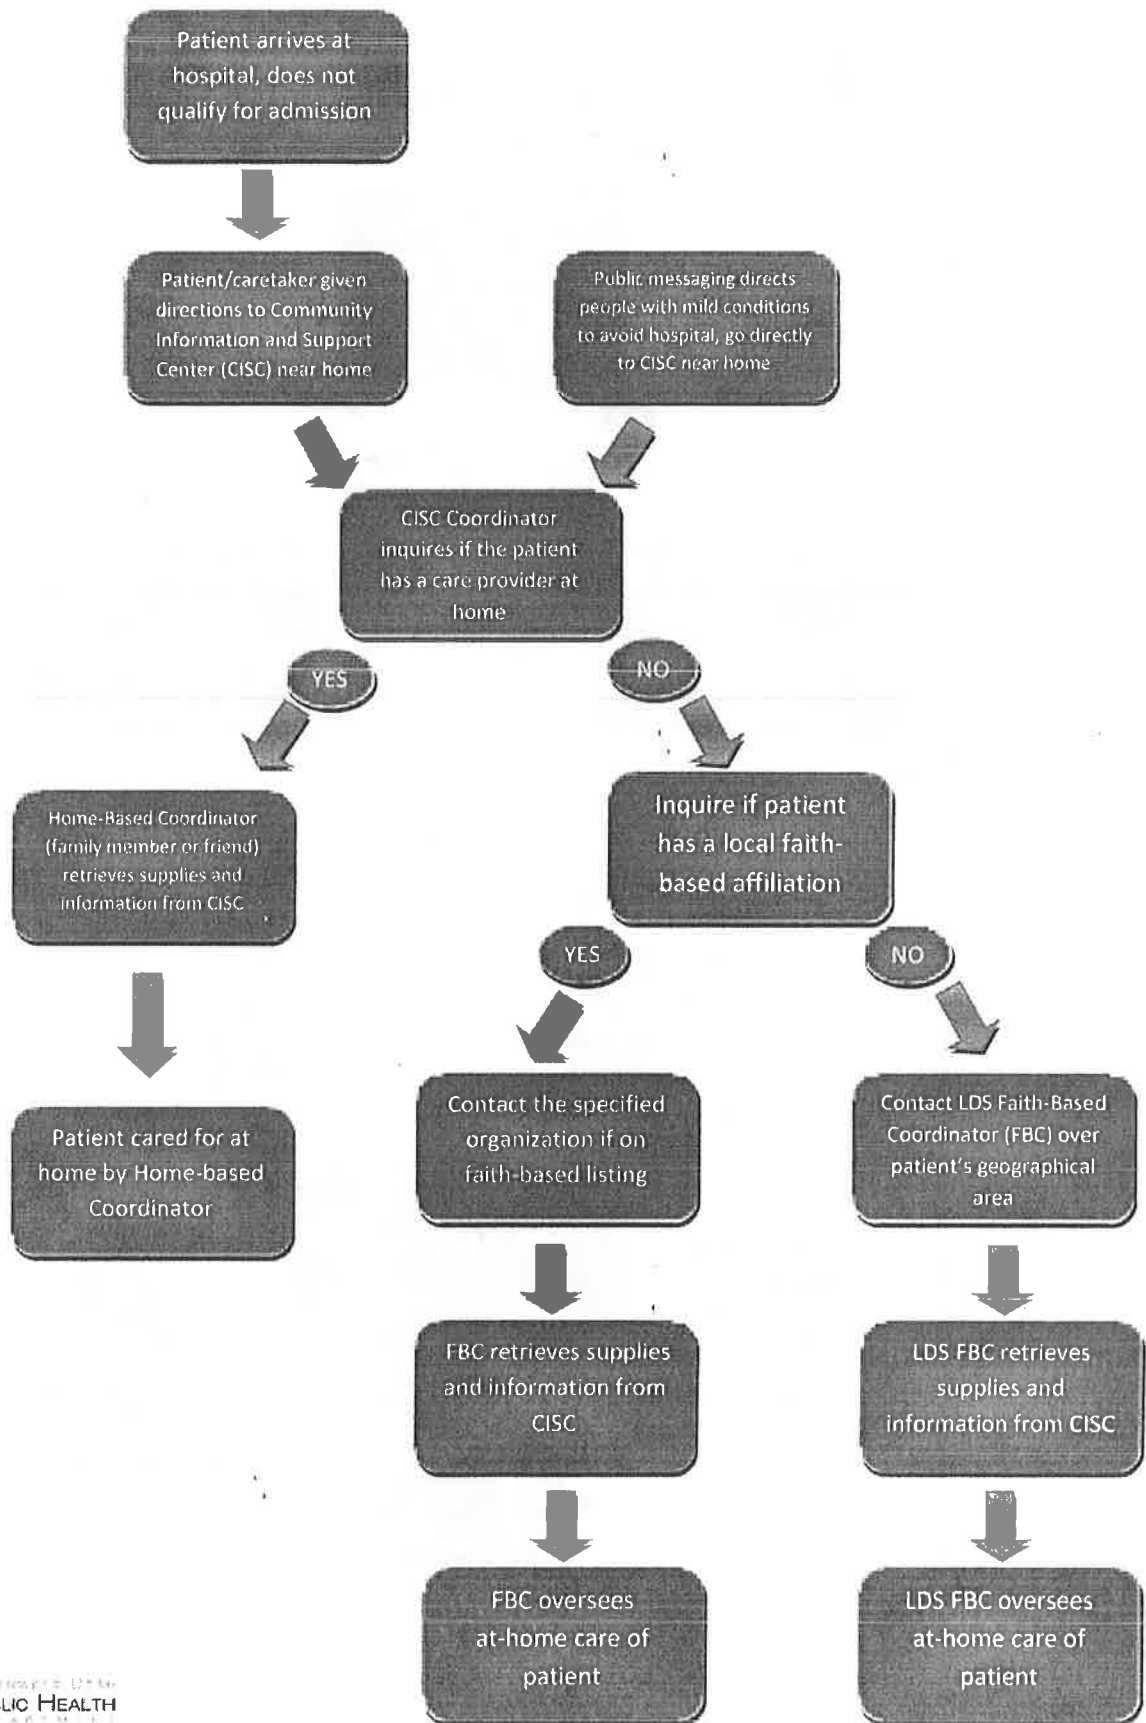 Patient arrives at
hospital, does not
qualify for admission
Patient/caretaker given
directions to Community
Information and Support
Center (CISC) near home
Public messaging directs
people with mild conditions
to avoid hospital, go directly
to CISC near home
CISC Coordinator
inquires if the patient
has a care provider at
home
YES
NO
Home-Based Coordinator
(family member or friend)
retrieves supplies and
information from CISC
Inquire if patient
has a local faith-
based affiliation
YES
NO
Patient cared for at
home by Home-based
Coordinator
Contact the specified
organization if on
faith-based listing
Contact LDS Faith-Based
Coordinator (FBC) over
patient's geographical
area
FBC retrieves supplies
and information from
CISC
LDS FBC retrieves
supplies and
information from CISC
FBC oversees
at-home care of
patient
LDS FBC oversees
at-home care of
patient
HEALTH